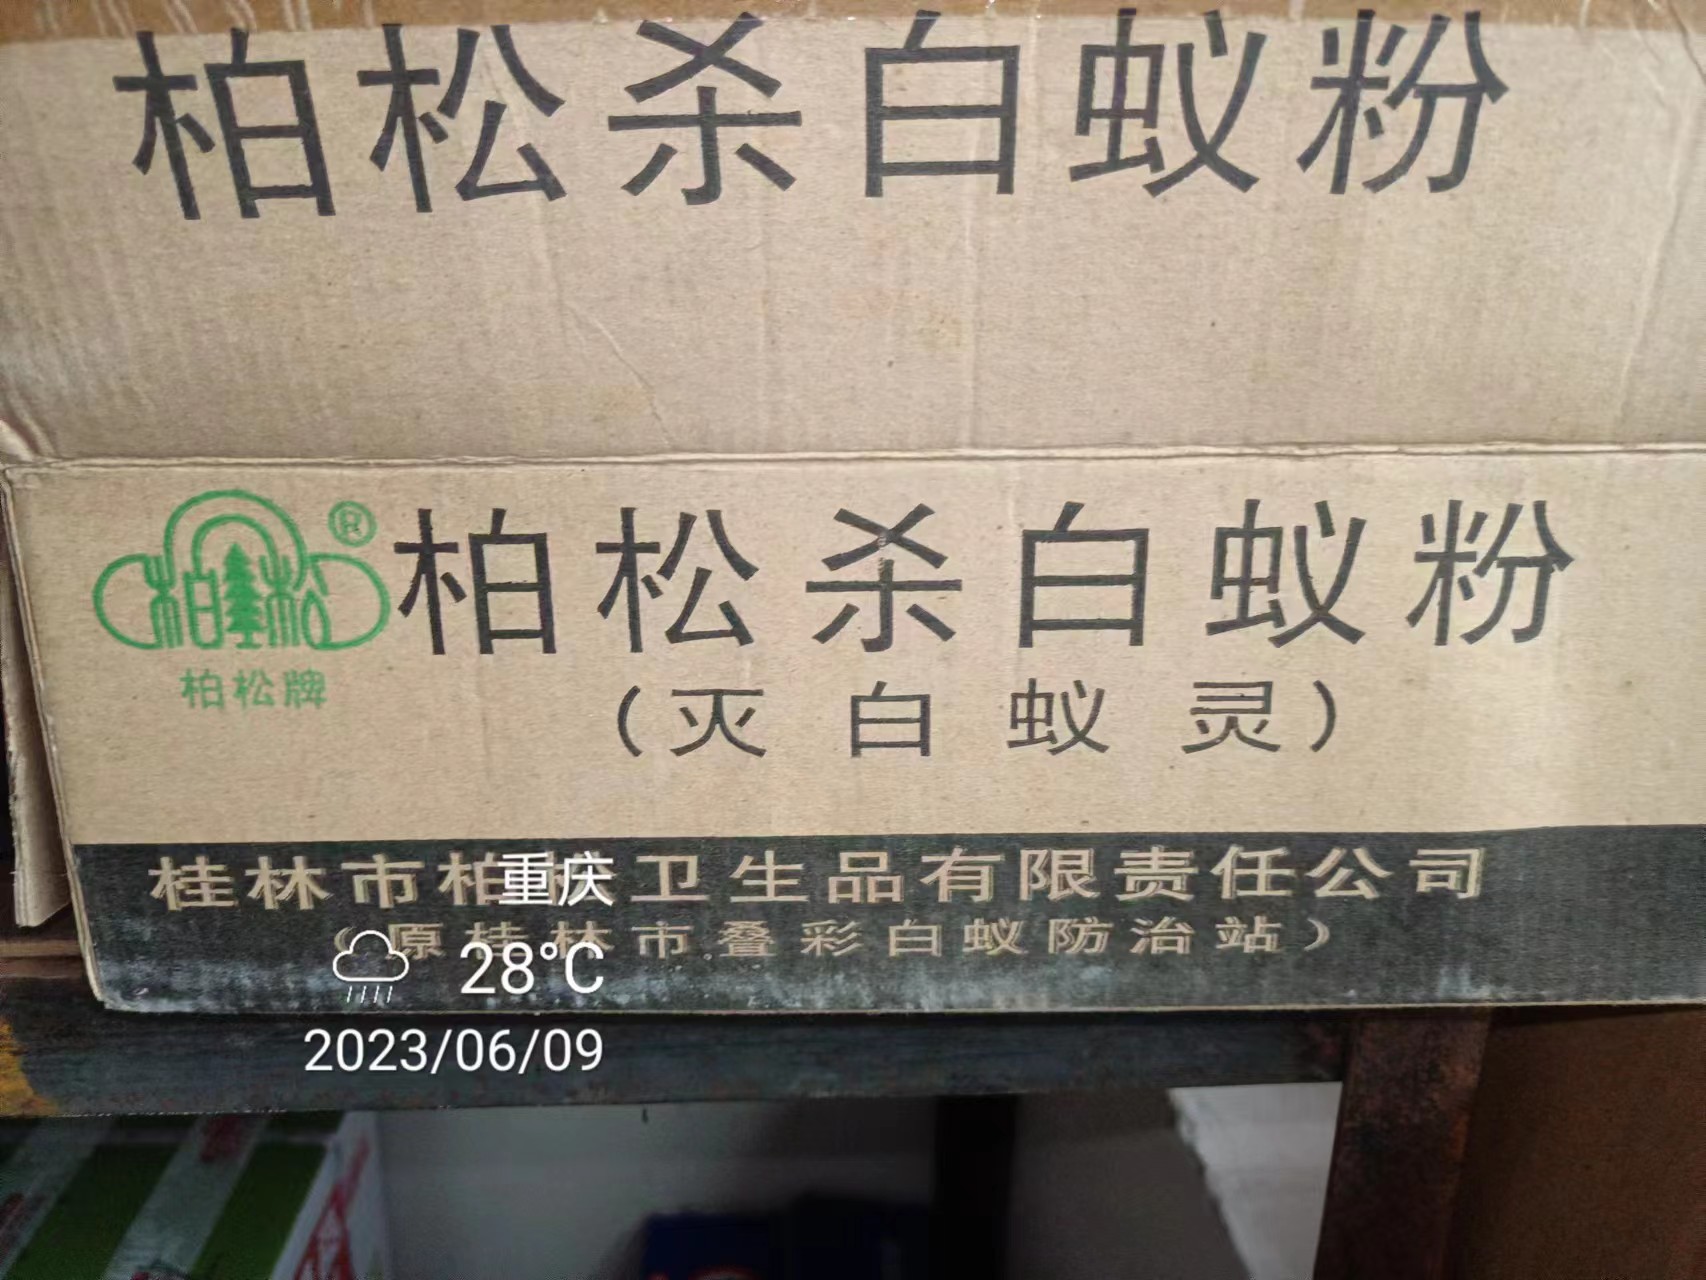 柏松杀白蚁粉
柏松
®
柏松杀白蚁粉
柏松牌
(灭白蚁灵)
桂林市柏
卫生品有限责任公司
重庆
(原桂林市叠彩白蚁防治站)
28°C
2023/06/09